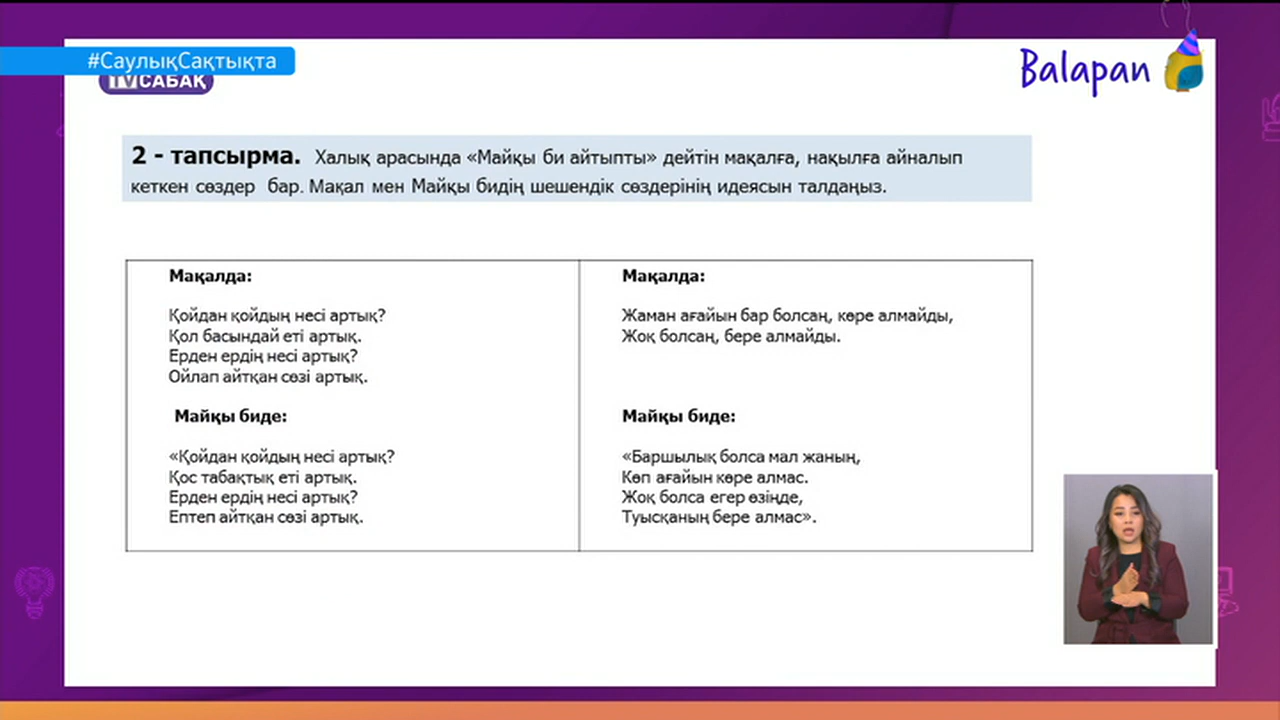 #СаулықСақтықта
TVСАБАҚ
Balapan
2 - тапсырма. Халық арасында «Майқы би айтыпты» дейтін мақалға, нақылға айналып
кеткен сөздер бар. Мақал мен Майқы бидің шешендік сөздерінің идеясын талдаңыз.
Мақалда:
Қойдан қойдың несі артық?
Қол басындай еті артық.
Ерден ердің несі артық?
Ойлап айтқан сөзі артық.
Майқы биде:
«Қойдан қойдың несі артық?
Қос табақтық еті артық.
Ерден ердің несі артық?
Ептеп айтқан сөзі артық.
Мақалда:
Жаман ағайын бар болсаң, көре алмайды,
Жоқ болсаң, бере алмайды.
Майқы биде:
«Баршылық болса мал жаның,
Көп ағайын көре алмас.
Жоқ болса егер өзіңде,
Туысқаның бере алмас».